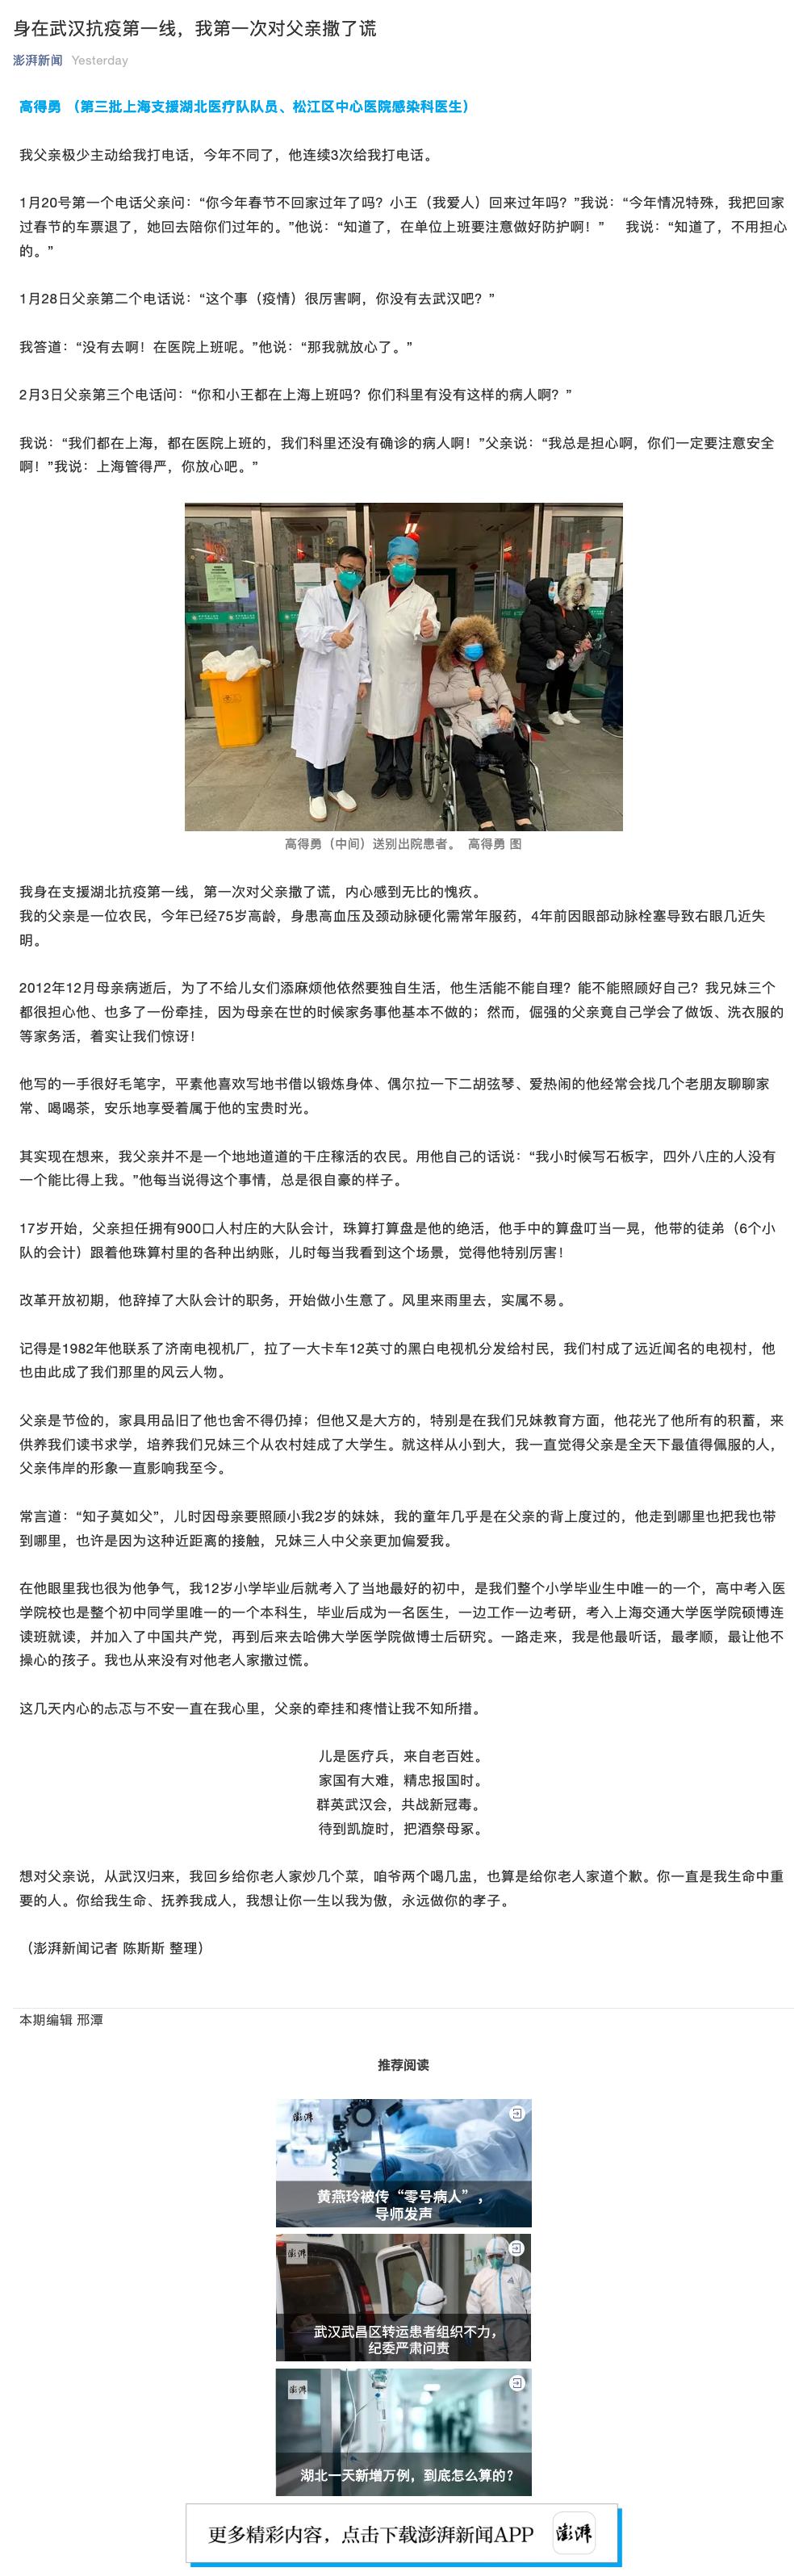 身在武汉抗疫第一线，我第一次对父亲撒了谎
澎湃新闻 Yesterday
高得勇 （第三批上海支援湖北医疗队队员、松江区中心医院感染科医生）
我父亲极少主动给我打电话，今年不同了，他连续3次给我打电话。
1月20号第一个电话父亲问：“你今年春节不回家过年了吗？小王（我爱人）回来过年吗？”我说：“今年情况特殊，我把回家
过春节的车票退了，她回去陪你们过年的。”他说：“知道了，在单位上班要注意做好防护啊！”　我说：“知道了，不用担心
的。”
1月28日父亲第二个电话说：“这个事（疫情）很厉害啊，你没有去武汉吧？”
我答道：“没有去啊！在医院上班呢。”他说：“那我就放心了。”
2月3日父亲第三个电话问：“你和小王都在上海上班吗？你们科里有没有这样的病人啊？”
我说：“我们都在上海，都在医院上班的，我们科里还没有确诊的病人啊！”父亲说：“我总是担心啊，你们一定要注意安全
啊！”我说：上海管得严，你放心吧。”
高得勇（中间）送别出院患者。 高得勇 图
我身在支援湖北抗疫第一线，第一次对父亲撒了谎，内心感到无比的愧疚。
我的父亲是一位农民，今年已经75岁高龄，身患高血压及颈动脉硬化需常年服药，4年前因眼部动脉栓塞导致右眼几近失
明。
2012年12月母亲病逝后，为了不给儿女们添麻烦他依然要独自生活，他生活能不能自理？能不能照顾好自己？我兄妹三个
都很担心他、也多了一份牵挂，因为母亲在世的时候家务事他基本不做的；然而，倔强的父亲竟自己学会了做饭、洗衣服的
等家务活，着实让我们惊讶！
他写的一手很好毛笔字，平素他喜欢写地书借以锻炼身体、偶尔拉一下二胡弦琴、爱热闹的他经常会找几个老朋友聊聊家
常、喝喝茶，安乐地享受着属于他的宝贵时光。
其实现在想来，我父亲并不是一个地地道道的干庄稼活的农民。用他自己的话说：“我小时候写石板字，四外八庄的人没有
一个能比得上我。”他每当说得这个事情，总是很自豪的样子。
17岁开始，父亲担任拥有900口人村庄的大队会计，珠算打算盘是他的绝活，他手中的算盘叮当一晃，他带的徒弟（6个小
队的会计）跟着他珠算村里的各种出纳账，儿时每当我看到这个场景，觉得他特别厉害！
改革开放初期，他辞掉了大队会计的职务，开始做小生意了。风里来雨里去，实属不易。
记得是1982年他联系了济南电视机厂，拉了一大卡车12英寸的黑白电视机分发给村民，我们村成了远近闻名的电视村，他
也由此成了我们那里的风云人物。
父亲是节俭的，家具用品旧了他也舍不得仍掉；但他又是大方的，特别是在我们兄妹教育方面，他花光了他所有的积蓄，来
供养我们读书求学，培养我们兄妹三个从农村娃成了大学生。就这样从小到大，我一直觉得父亲是全天下最值得佩服的人，
父亲伟岸的形象一直影响我至今。
常言道：“知子莫如父”，儿时因母亲要照顾小我2岁的妹妹，我的童年几乎是在父亲的背上度过的，他走到哪里也把我也带
到哪里，也许是因为这种近距离的接触，兄妹三人中父亲更加偏爱我。
在他眼里我也很为他争气，我12岁小学毕业后就考入了当地最好的初中，是我们整个小学毕业生中唯一的一个，高中考入医
学院校也是整个初中同学里唯一的一个本科生，毕业后成为一名医生，一边工作一边考研，考入上海交通大学医学院硕博连
读班就读，并加入了中国共产党，再到后来去哈佛大学医学院做博士后研究。一路走来，我是他最听话，最孝顺，最让他不
操心的孩子。我也从来没有对他老人家撒过慌。
这几天内心的忐忑与不安一直在我心里，父亲的牵挂和疼惜让我不知所措。
儿是医疗兵，来自老百姓。
家国有大难，精忠报国时。
群英武汉会，共战新冠毒。
待到凯旋时，把酒祭母冢。
想对父亲说，从武汉归来，我回乡给你老人家炒几个菜，咱爷两个喝几盅，也算是给你老人家道个歉。你一直是我生命中重
要的人。你给我生命、抚养我成人，我想让你一生以我为傲，永远做你的孝子。
（澎湃新闻记者 陈斯斯 整理）
本期编辑 邢潭
推荐阅读
澎湃
黄燕玲被传“零号病人”，
导师发声
澎湃
武汉武昌区转运患者组织不力，
纪委严肃问责
澎湃
湖北一天新增万例，到底怎么算的？
更多精彩内容，点击下载澎湃新闻APP 澎湃